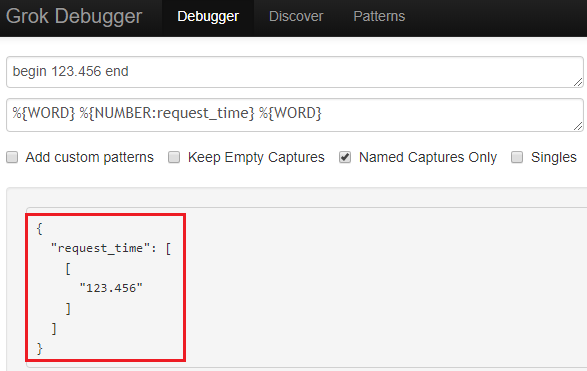 Grok Debugger Debugger Discover Patterns
begin 123.456 end
%{WORD} %{NUMBER:request_time} %{WORD}
Add custom patterns Keep Empty Captures Named Captures Only Singles
{
"request_time": [
[
"123.456"
]
]
}